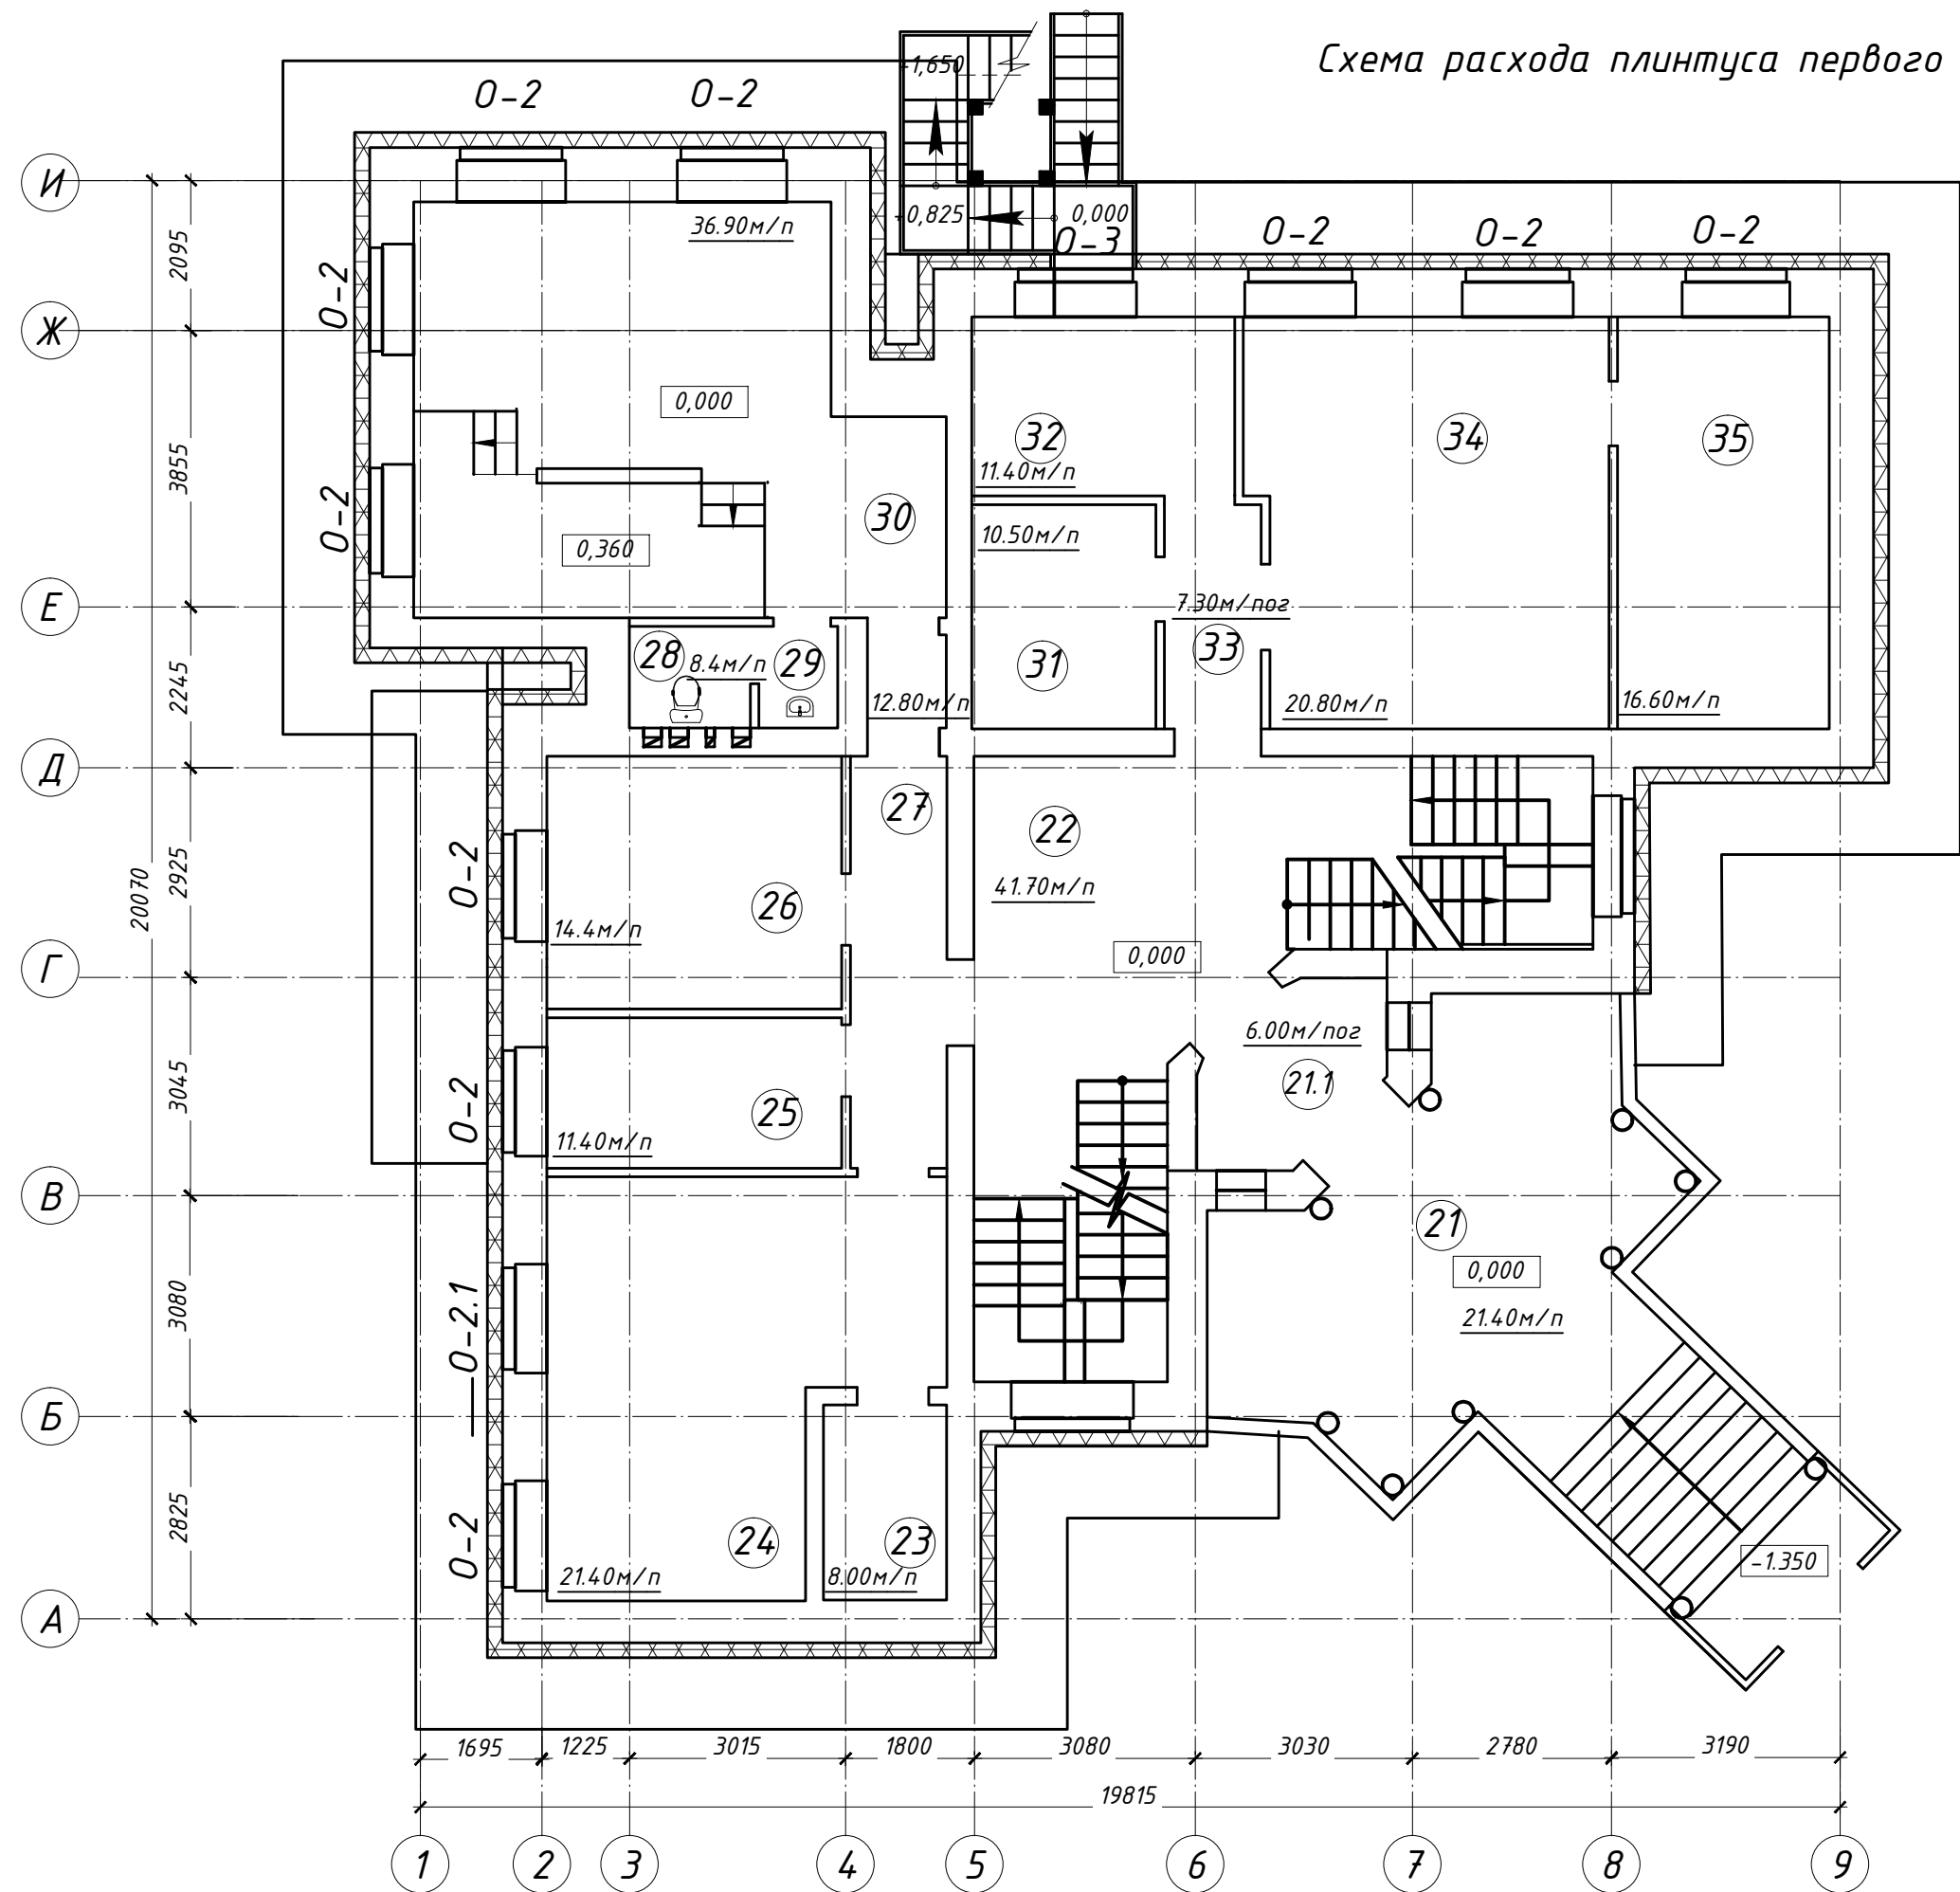 Схема расхода плинтуса первого
-1,650
О-2
О-2
И
36.90м/п
+0,825
0,000
О-3
О-2
О-2
О-2
2095
О-2
Ж
0,000
32
34
35
3855
11.40м/п
О-2
30
10.50м/п
0,360
Е
7.30м/пог
28
8.4м/п
29
31
33
2245
12.80м/п
20.80м/п
16.60м/п
Д
27
22
20070
2925
О-2
41.70м/п
26
14.4м/п
0,000
Г
6.00м/пог
3045
О-2
25
21.1
11.40м/п
В
21
0,000
3080
О-2.1
21.40м/п
Б
2825
О-2
24
23
-1.350
21.40м/п
8.00м/п
А
1695
1225
3015
1800
3080
3030
2780
3190
19815
1
2
3
4
5
6
7
8
9